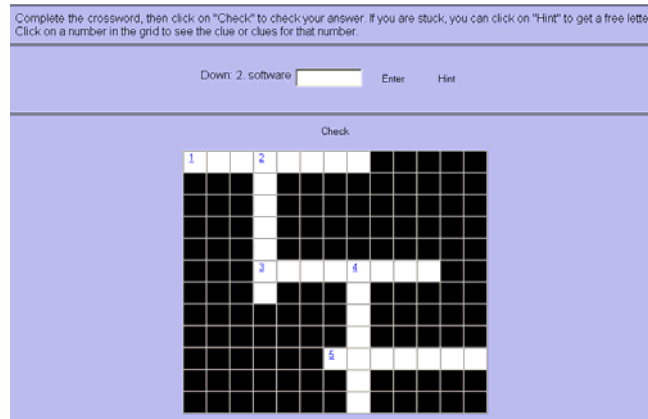 Complete the crossword, then click on "Check" to check your answer. If you are stuck, you can click on "Hint" to get a free lette
Click on a number in the grid to see the clue or clues for that number.
Down: 2. software Enter Hint
Check
1 2
3 4
5